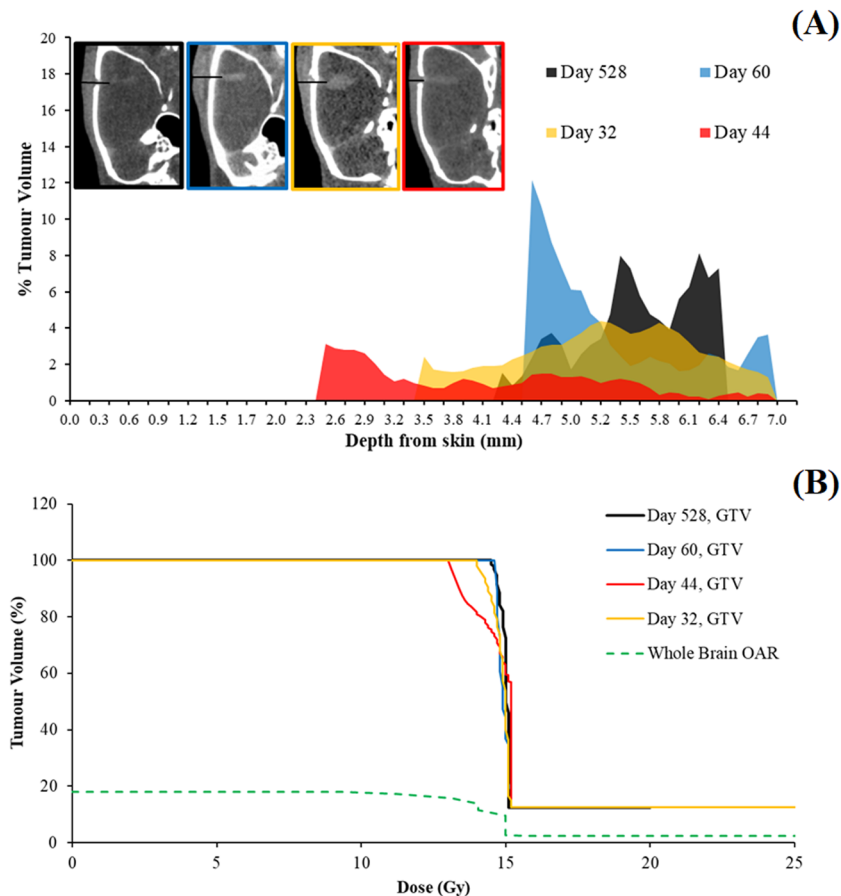 (A)
20
18
16
14
12
10
8
6
4
2
0
% Tumour Volume
Day 528
Day 60
Day 32
Day 44
0.0 0.3 0.6 0.9 1.2 1.5 1.7 2.0 2.3 2.6 2.9 3.2 3.5 3.8 4.1 4.4 4.7 5.0 5.2 5.5 5.8 6.1 6.4 6.7 7.0
Depth from skin (mm)
(B)
120
100
80
60
40
20
0
Tumour Volume (%)
Day 528, GTV
Day 60, GTV
Day 44, GTV
Day 32, GTV
Whole Brain OAR
0 5 10 15 20 25
Dose (Gy)